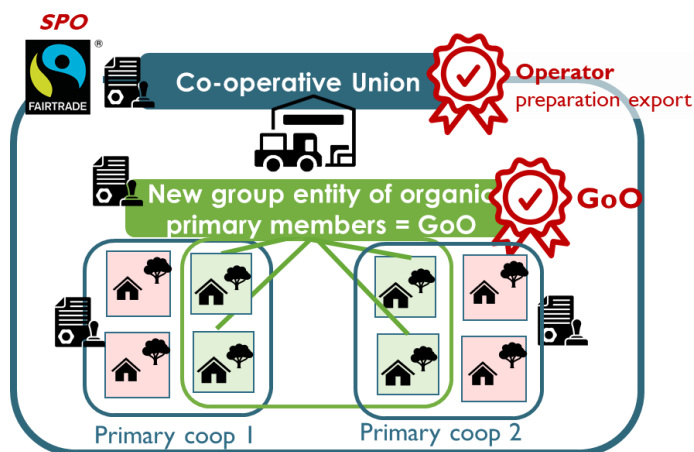 SPO
®
FAIRTRADE
Co-operative Union
Operator
preparation export
New group entity of organic
primary members = GoO
GoO
Primary coop 1
Primary coop 2